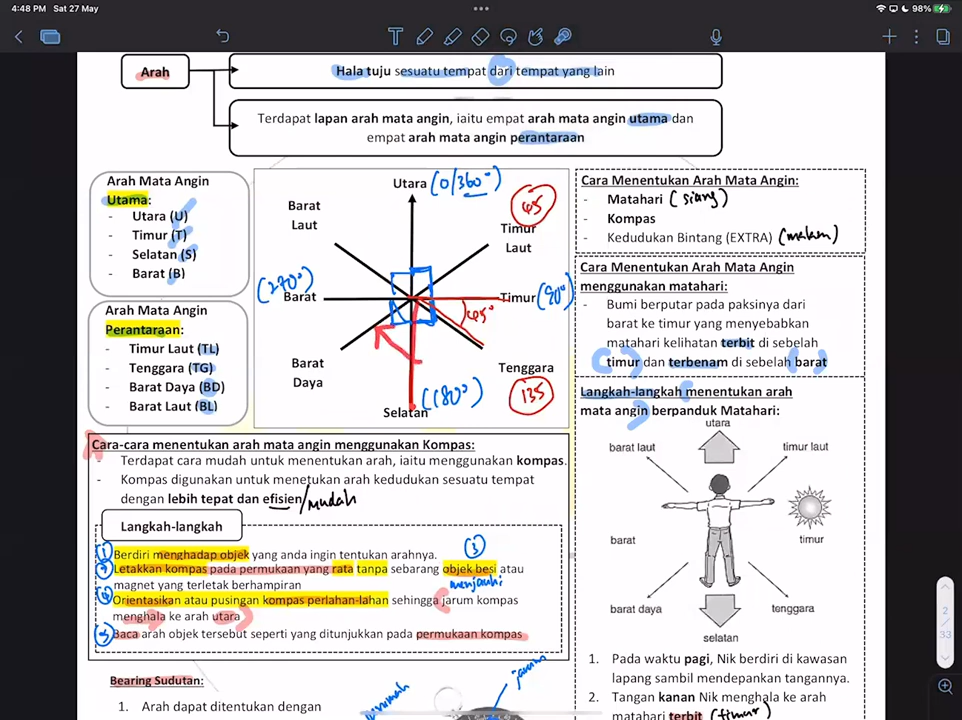 4:48 PM Sat 27 May
98%
Arah
Hala tuju sesuatu tempat dari tempat yang lain
Terdapat lapan arah mata angin, iaitu empat arah mata angin utama dan
empat arah mata angin perantaraan
Arah Mata Angin
Utama:
- Utara (U)
- Timur (T)
- Selatan (S)
- Barat (B)
Arah Mata Angin
Perantaraan:
- Timur Laut (TL)
- Tenggara (TG)
- Barat Daya (BD)
- Barat Laut (BL)
Utara (0/360°)
Barat
Laut
45
Timur
Laut
(270°)
Barat
Timur (90°)
45°
Barat
Daya
Tenggara
135
(180°)
Selatan
Cara Menentukan Arah Mata Angin:
- Matahari (siang)
- Kompas
- Kedudukan Bintang (EXTRA) (malam)
Cara Menentukan Arah Mata Angin
menggunakan matahari:
- Bumi berputar pada paksinya dari
barat ke timur yang menyebabkan
matahari kelihatan terbit di sebelah
timur dan terbenam di sebelah barat
Langkah-langkah menentukan arah
mata angin berpandukan Matahari:
utara
barat laut
timur laut
barat
timur
barat daya
tenggara
selatan
1. Pada waktu pagi, Nik berdiri di kawasan
lapang sambil mendepankan tangannya.
2. Tangan kanan Nik menghala ke arah
matahari terbit (timur)
Cara-cara menentukan arah mata angin menggunakan Kompas:
- Terdapat cara mudah untuk menentukan arah, iaitu menggunakan kompas.
- Kompas digunakan untuk menetukan arah kedudukan sesuatu tempat
dengan lebih tepat dan efisien/mudah
Langkah-langkah
1 Berdiri menghadap objek yang anda ingin tentukan arahnya.
3
2 Letakkan kompas pada permukaan yang rata tanpa sebarang objek besi atau
magnet yang terletak berhampiran
menjauhi
4 Orientasikan atau pusingan kompas perlahan-lahan sehingga jarum kompas
menghala ke arah utara
5 Baca arah objek tersebut seperti yang ditunjukkan pada permukaan kompas
Bearing Sudutan:
1. Arah dapat ditentukan dengan
jarum
2
33